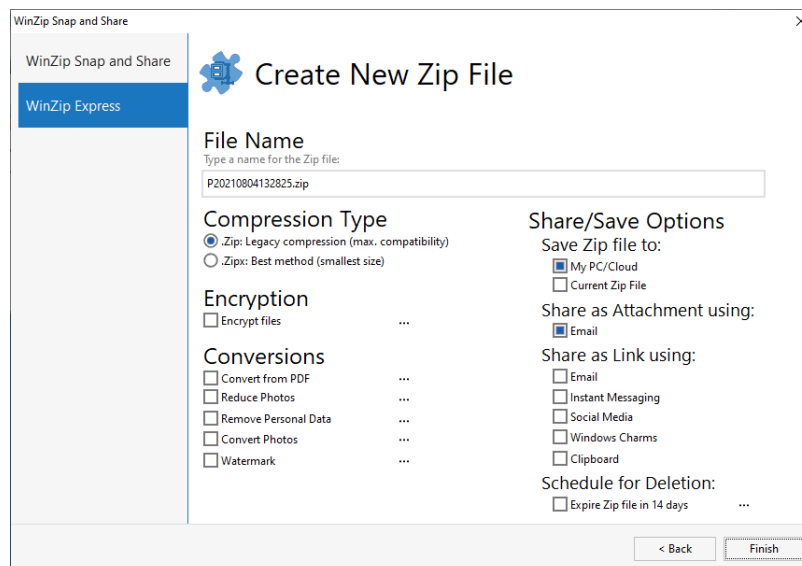 WinZip Snap and Share
WinZip Snap and Share
WinZip Express
Create New Zip File
File Name
Type a name for the Zip file:
P20210804132825.zip
Compression Type
.Zip: Legacy compression (max. compatibility)
.Zipx: Best method (smallest size)
Encryption
Encrypt files ...
Conversions
Convert from PDF ...
Reduce Photos ...
Remove Personal Data ...
Convert Photos ...
Watermark ...
Share/Save Options
Save Zip file to:
My PC/Cloud
Current Zip File
Share as Attachment using:
Email
Share as Link using:
Email
Instant Messaging
Social Media
Windows Charms
Clipboard
Schedule for Deletion:
Expire Zip file in 14 days ...
< Back
Finish